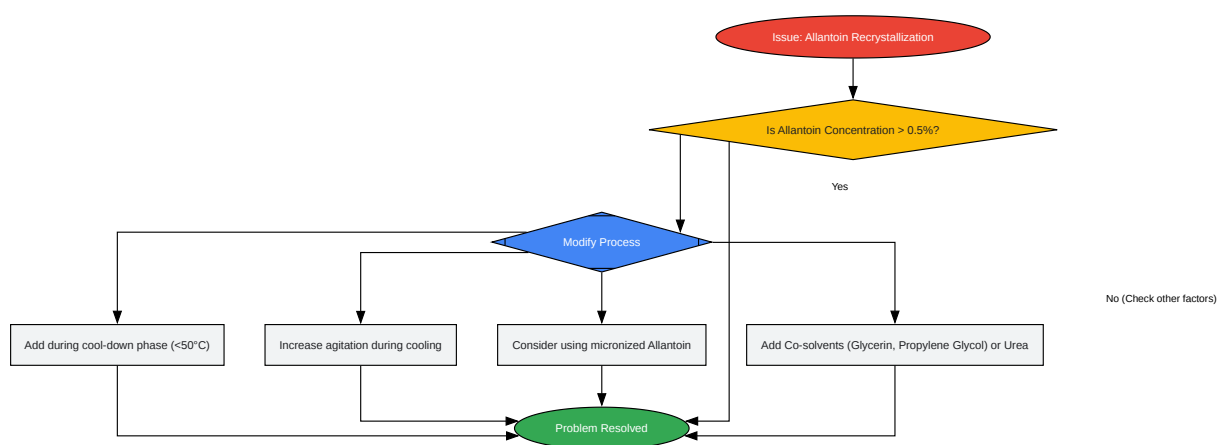 Issue: Allantoin Recrystallization
Is Allantoin Concentration > 0.5%?
Yes
Modify Process
No (Check other factors)
Add during cool-down phase (<50°C)
Increase agitation during cooling
Consider using micronized Allantoin
Add Co-solvents (Glycerin, Propylene Glycol) or Urea
Problem Resolved